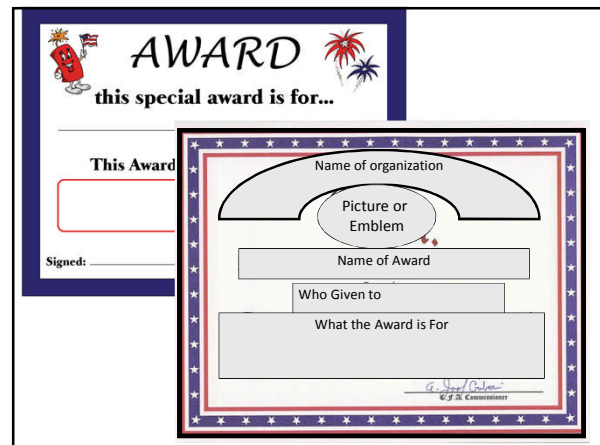 AWARD
this special award is for...
This Award
Signed:
Name of organization
Picture or
Emblem
Name of Award
Who Given to
What the Award is For
Commissioner